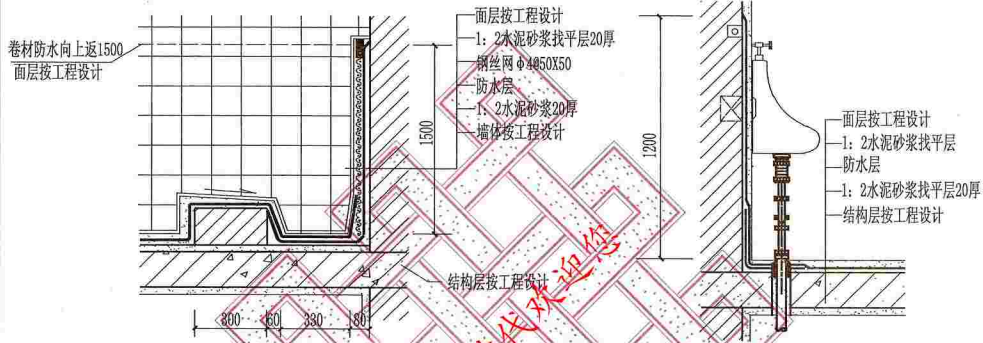 卷材防水向上返1500
面层按工程设计
面层按工程设计
1：2水泥砂浆找平层20厚
钢丝网φ4@50X50
防水层
1：2水泥砂浆20厚
墙体按工程设计
1500
结构层按工程设计
300 60 330 80
1200
面层按工程设计
1：2水泥砂浆找平层
防水层
1：2水泥砂浆找平层20厚
结构层按工程设计
代欢迎您